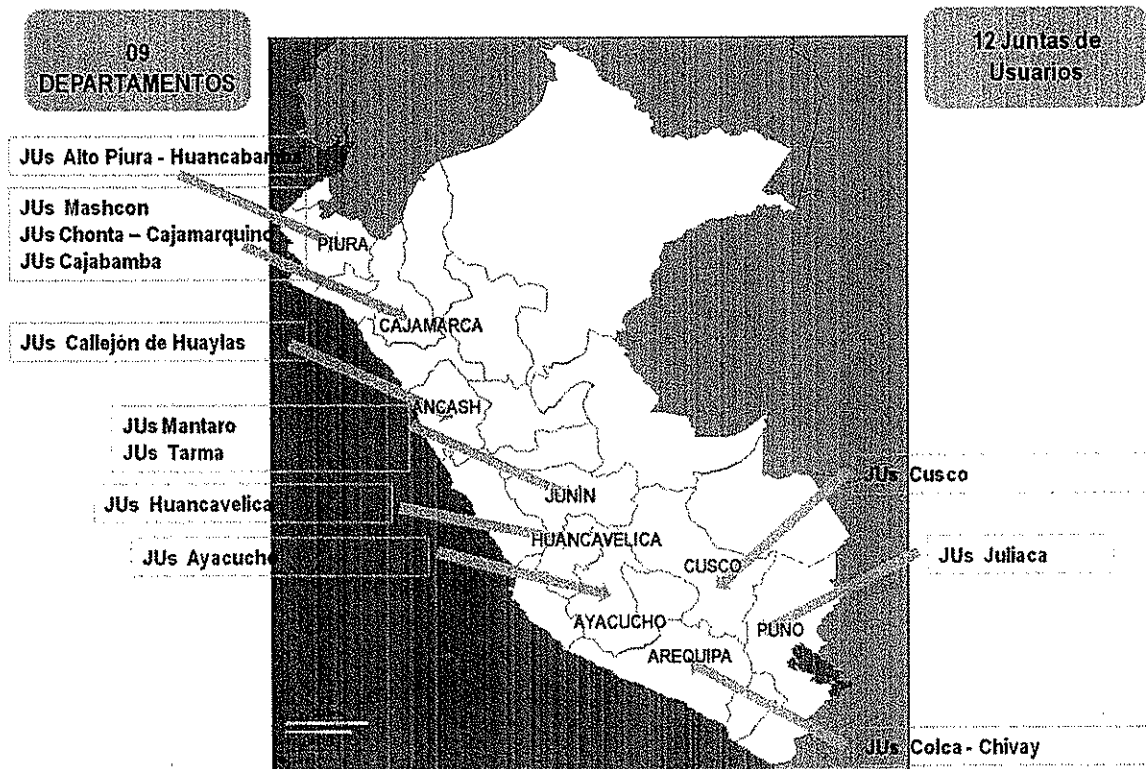 09
DEPARTAMENTOS
12 Juntas de
Usuarios
JUs Alto Piura - Huancabamba
JUs Mashcon
JUs Chonta – Cajamarquino
JUs Cajabamba
JUs Callejón de Huaylas
JUs Mantaro
JUs Tarma
JUs Huancavelica
JUs Ayacucho
PIURA
CAJAMARCA
ANCASH
JUNÍN
HUANCAVELICA
CUSCO
AYACUCHO
PUNO
AREQUIPA
JUs Cusco
JUs Juliaca
JUs Colca - Chivay